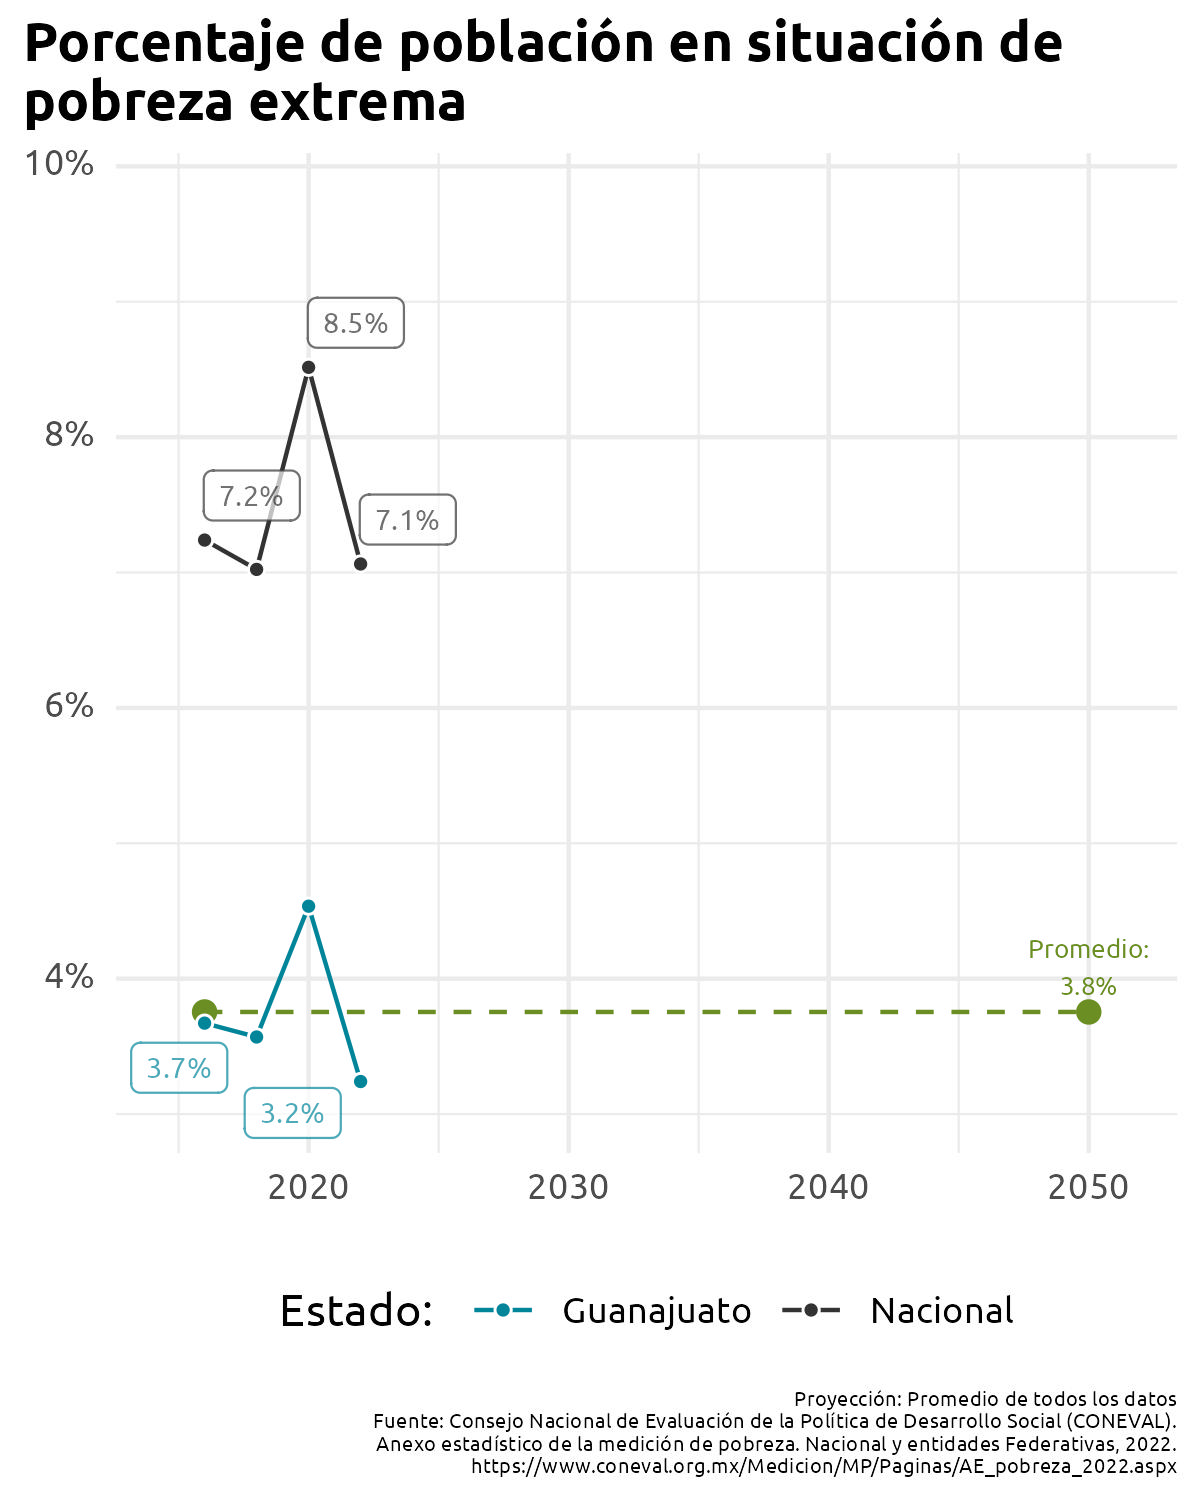 Porcentaje de población en situación de
pobreza extrema
10%
8%
6%
4%
8.5%
7.2%
7.1%
Promedio:
3.8%
3.7%
3.2%
2020
2030
2040
2050
Estado:
Guanajuato
Nacional
Proyección: Promedio de todos los datos
Fuente: Consejo Nacional de Evaluación de la Política de Desarrollo Social (CONEVAL).
Anexo estadístico de la medición de pobreza. Nacional y entidades Federativas, 2022.
https://www.coneval.org.mx/Medicion/MP/Paginas/AE_pobreza_2022.aspx